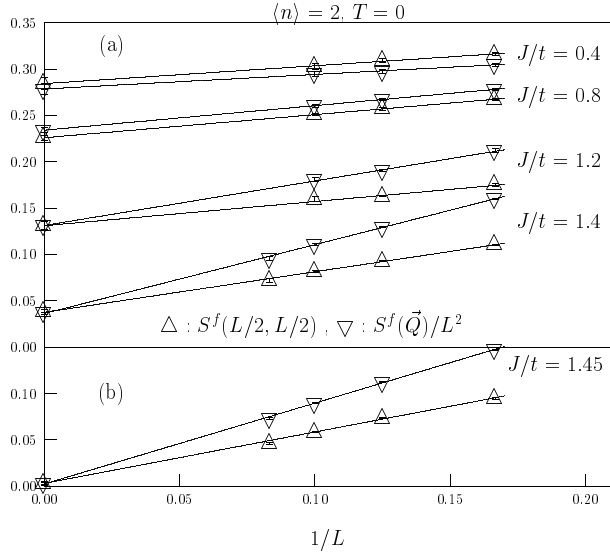 ⟨n⟩ = 2, T = 0
0.35
(a)
J/t = 0.4
0.30
J/t = 0.8
0.25
0.20
J/t = 1.2
0.15
J/t = 1.4
0.10
0.05
△ : S^f(L/2, L/2) , ▽ : S^f(Q⃗)/L²
0.00
J/t = 1.45
(b)
0.10
0.05
0.00
0.00 0.05 0.10 0.15 0.20
1/L